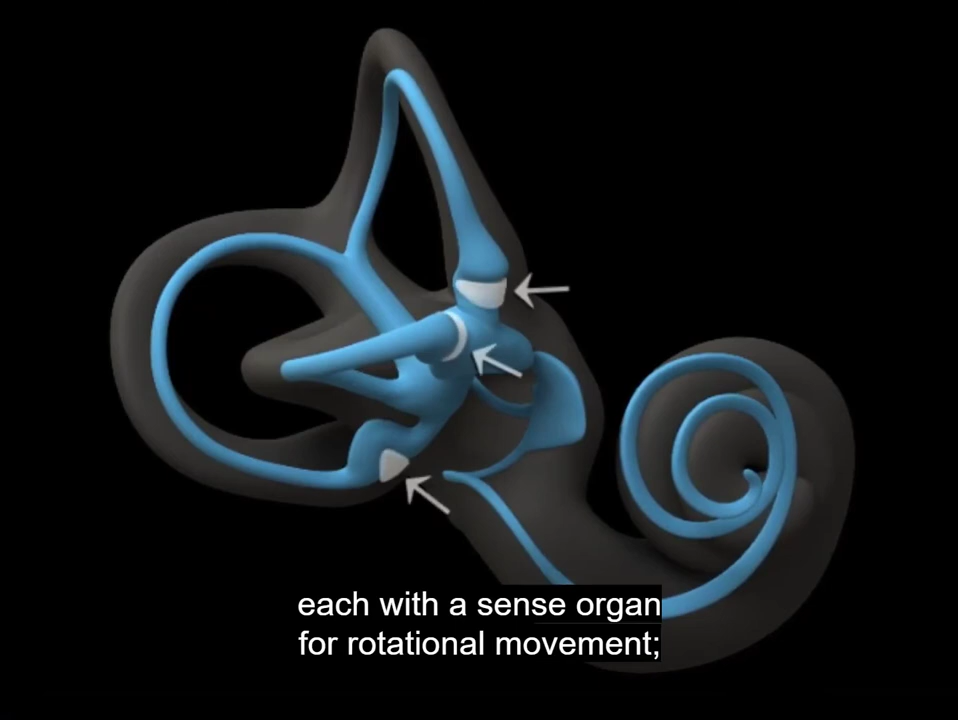 each with a sense organ
for rotational movement;